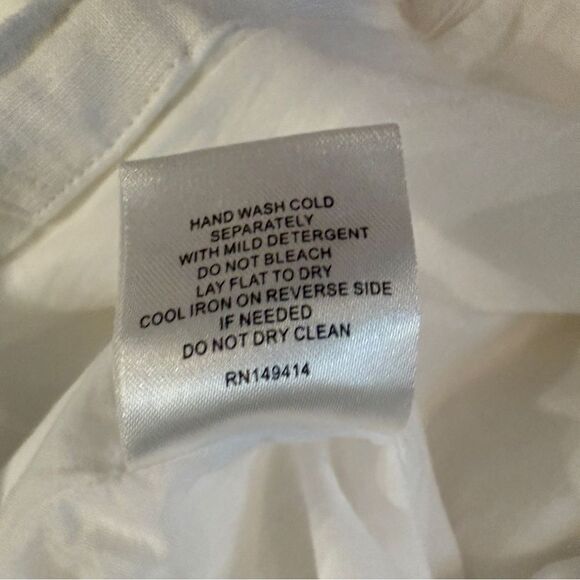 HAND WASH COLD
SEPARATELY
WITH MILD DETERGENT
DO NOT BLEACH
LAY FLAT TO DRY
COOL IRON ON REVERSE SIDE
IF NEEDED
DO NOT DRY CLEAN
RN149414